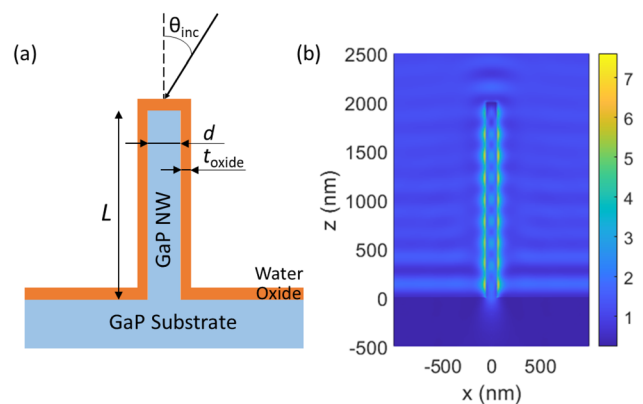 (a)
θinc
L
d
toxide
GaP NW
Water
Oxide
GaP Substrate
(b)
2500
2000
1500
1000
500
0
-500
z (nm)
-500 0 500
x (nm)
7
6
5
4
3
2
1